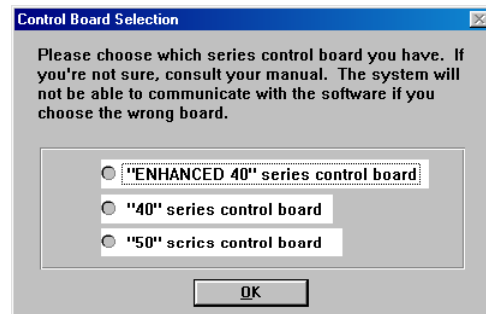 Control Board Selection
Please choose which series control board you have. If
you're not sure, consult your manual. The system will
not be able to communicate with the software if you
choose the wrong board.
"ENHANCED 40" series control board
"40" series control board
"50" series control board
OK